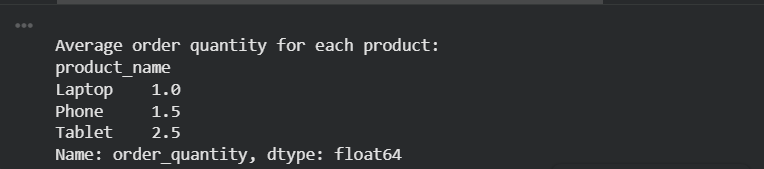 Average order quantity for each product:
product_name
Laptop    1.0
Phone     1.5
Tablet    2.5
Name: order_quantity, dtype: float64